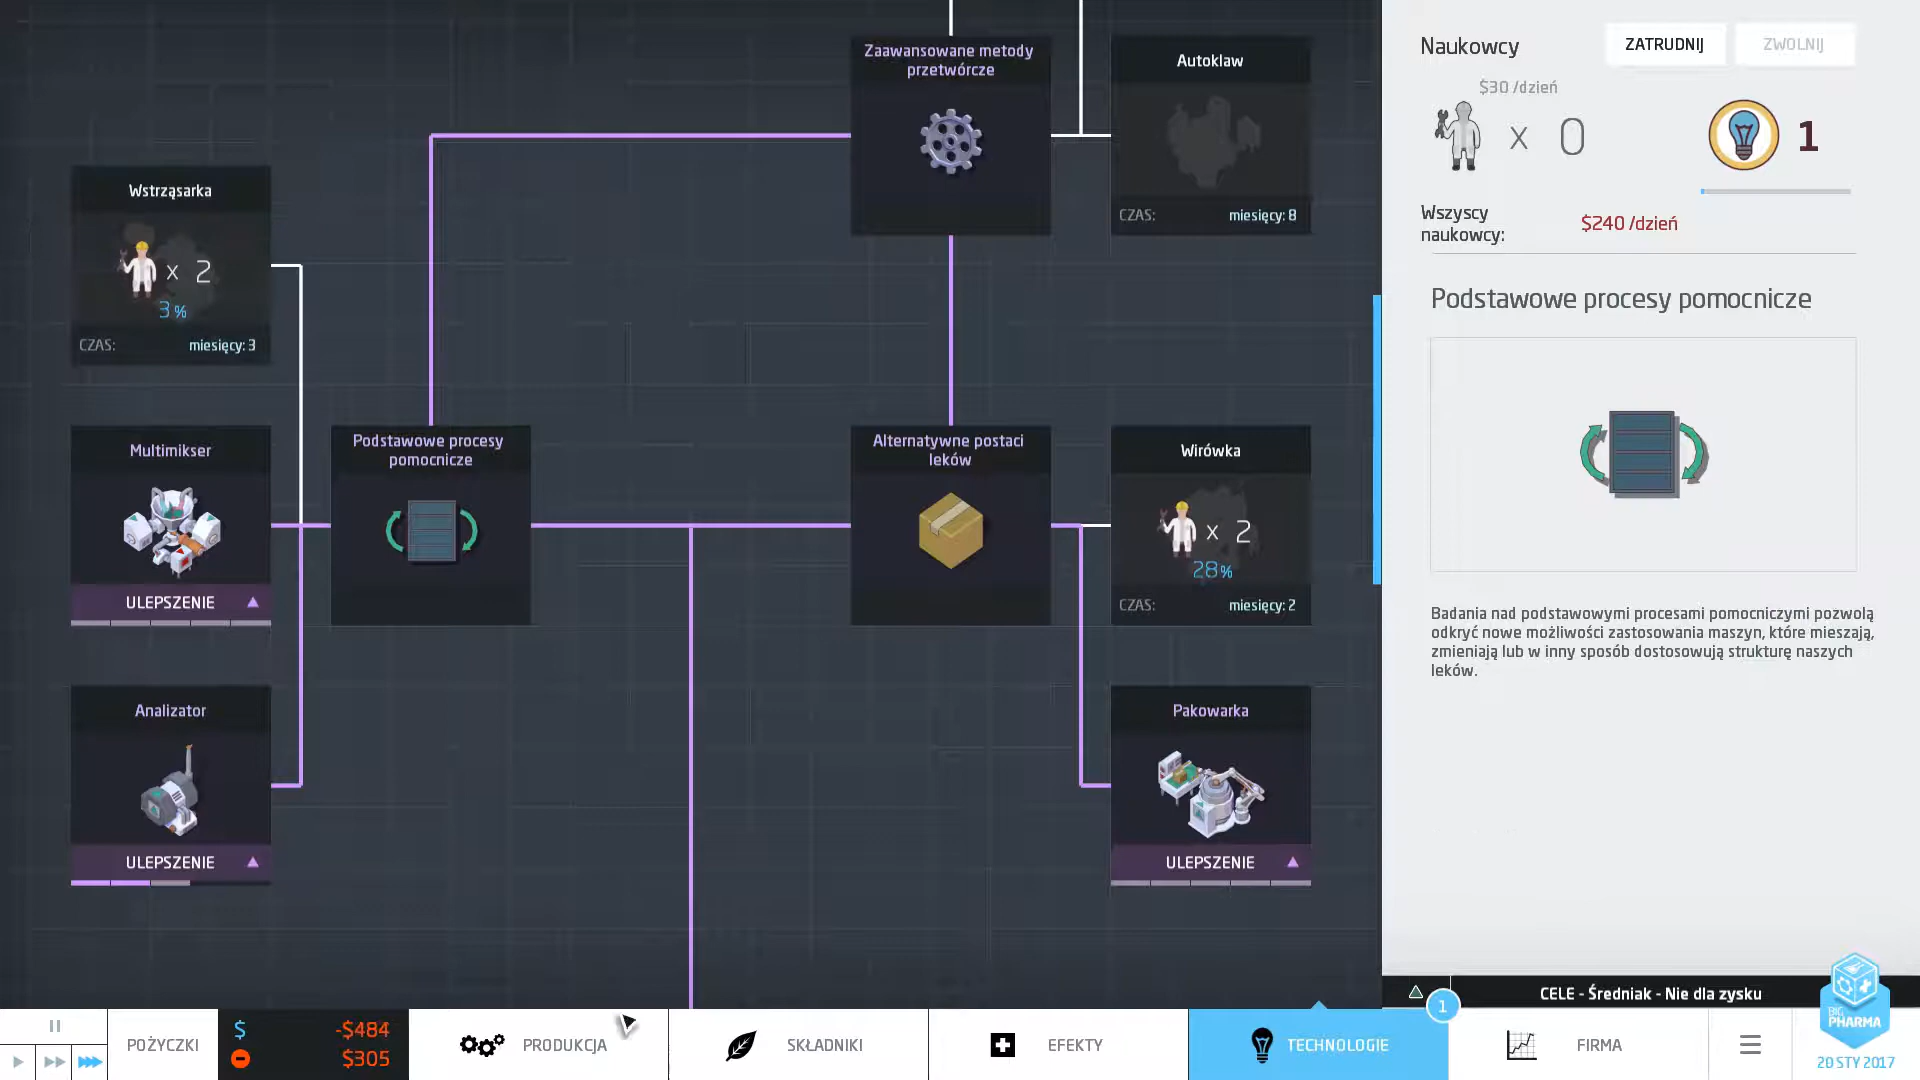 Zaawansowane metody
przetwórcze
Autoklaw
CZAS: miesięcy: 8
Wstrząsarka
x 2
3 %
CZAS: miesięcy: 3
Multimikser
ULEPSZENIE
Podstawowe procesy
pomocnicze
Alternatywne postaci
leków
Wirówka
x 2
28%
CZAS: miesięcy: 2
Analizator
ULEPSZENIE
Pakowarka
ULEPSZENIE
Naukowcy
ZATRUDNIJ
ZWOLNIJ
$30 /dzień
x 0
1
Wszyscy
naukowcy:
$240 /dzień
Podstawowe procesy pomocnicze
Badania nad podstawowymi procesami pomocniczymi pozwolą
odkryć nowe możliwości zastosowania maszyn, które mieszają,
zmieniają lub w inny sposób dostosowują strukturę naszych
leków.
1
CELE - Średniak - Nie dla zysku
POŻYCZKI
$ -$484
$305
PRODUKCJA
SKŁADNIKI
EFEKTY
TECHNOLOGIE
FIRMA
BIG
PHARMA
20 STY 2017